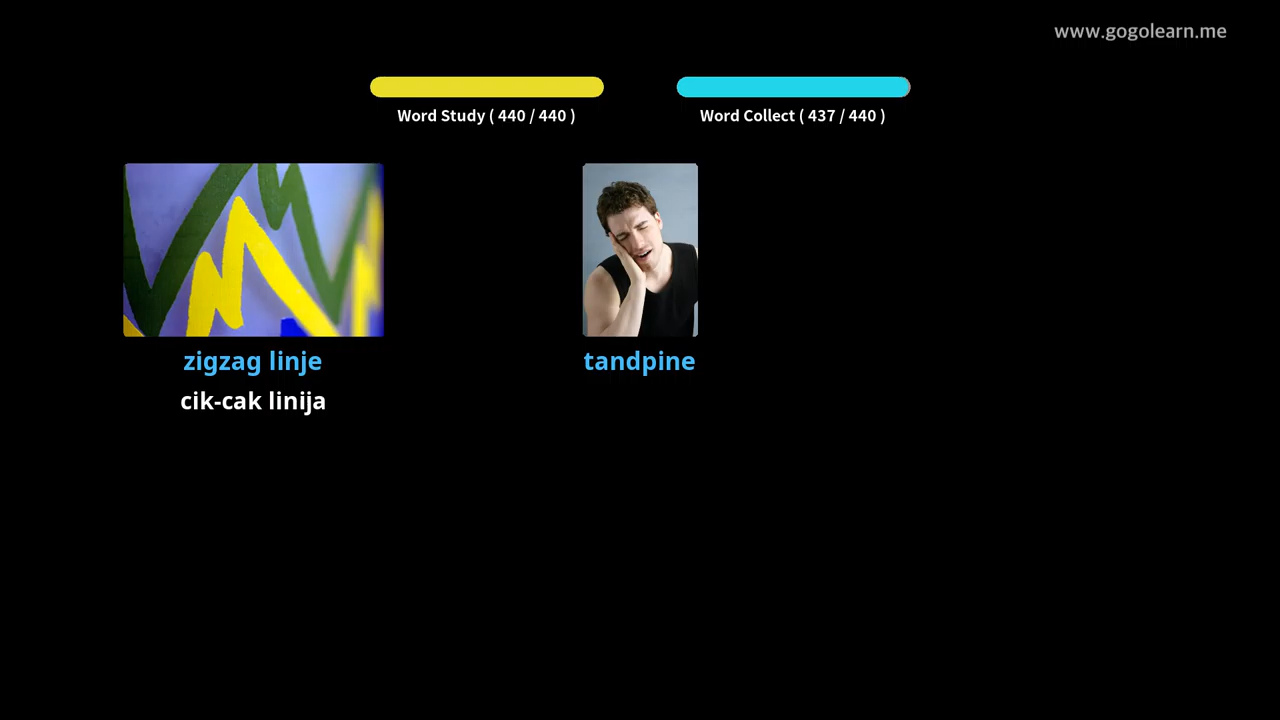 www.gogolearn.me
Word Study ( 440 / 440 )
Word Collect ( 437 / 440 )
zigzag linje
cik-cak linija
tandpine